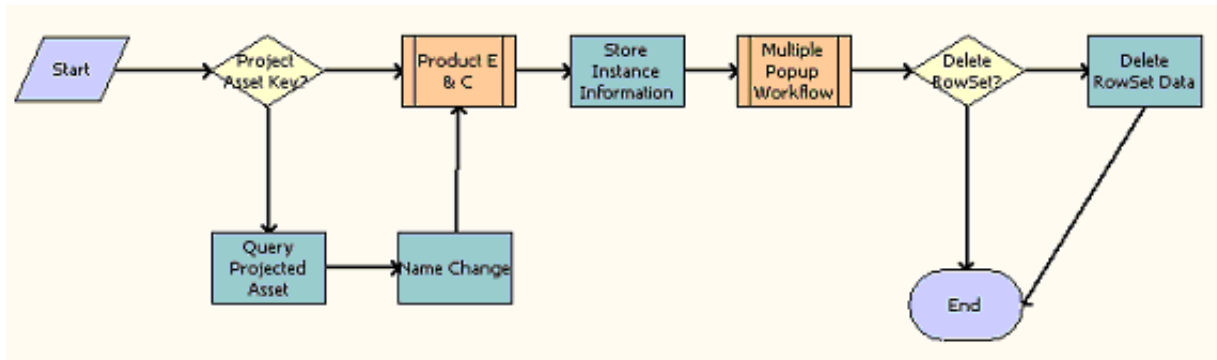 Start
Project
Asset Key?
Product E
& C
Store
Instance
Information
Multiple
Popup
Workflow
Delete
RowSet?
Delete
RowSet Data
Query
Projected
Asset
Name Change
End